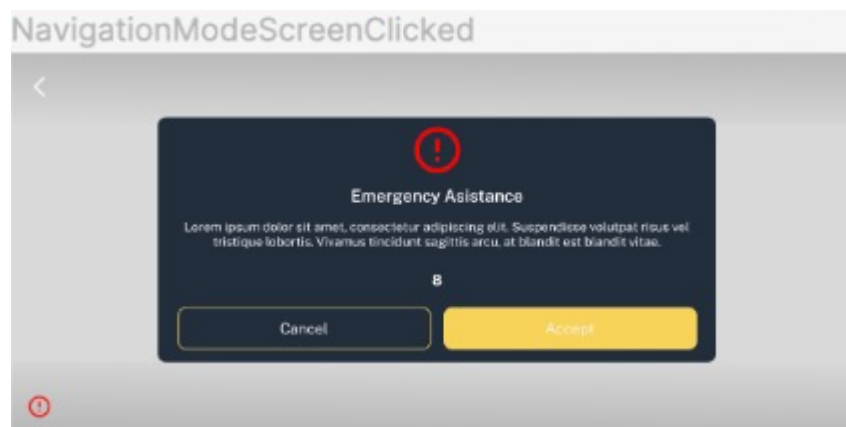 NavigationModeScreenClicked
Emergency Asistance
Lorem ipsum dolor sit amet, consectetur adipiscing elit. Suspendisse volutpat risus vel
tristique lobortis. Vivamus tincidunt sagittis arcu, at blandit est blandit vitae.
8
Cancel
Accept